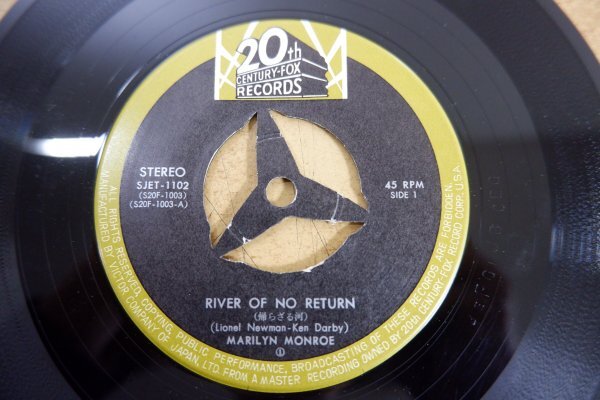 20th
CENTURY-FOX
RECORDS
STEREO
SJET-1102
(S20F-1003)
(S20F-1003-A)
45 RPM
SIDE 1
RIVER OF NO RETURN
(帰らざる河)
(Lionel Newman-Ken Darby)
MARILYN MONROE
①
ALL RIGHTS RESERVED, COPYING, PUBLIC PERFORMANCE, BROADCASTING OF THESE RECORDS ARE FORBIDDEN.
MANUFACTURED BY VICTOR COMPANY OF JAPAN, LTD. FROM A MASTER RECORDING OWNED BY 20th CENTURY-FOX RECORD CORP., U.S.A.